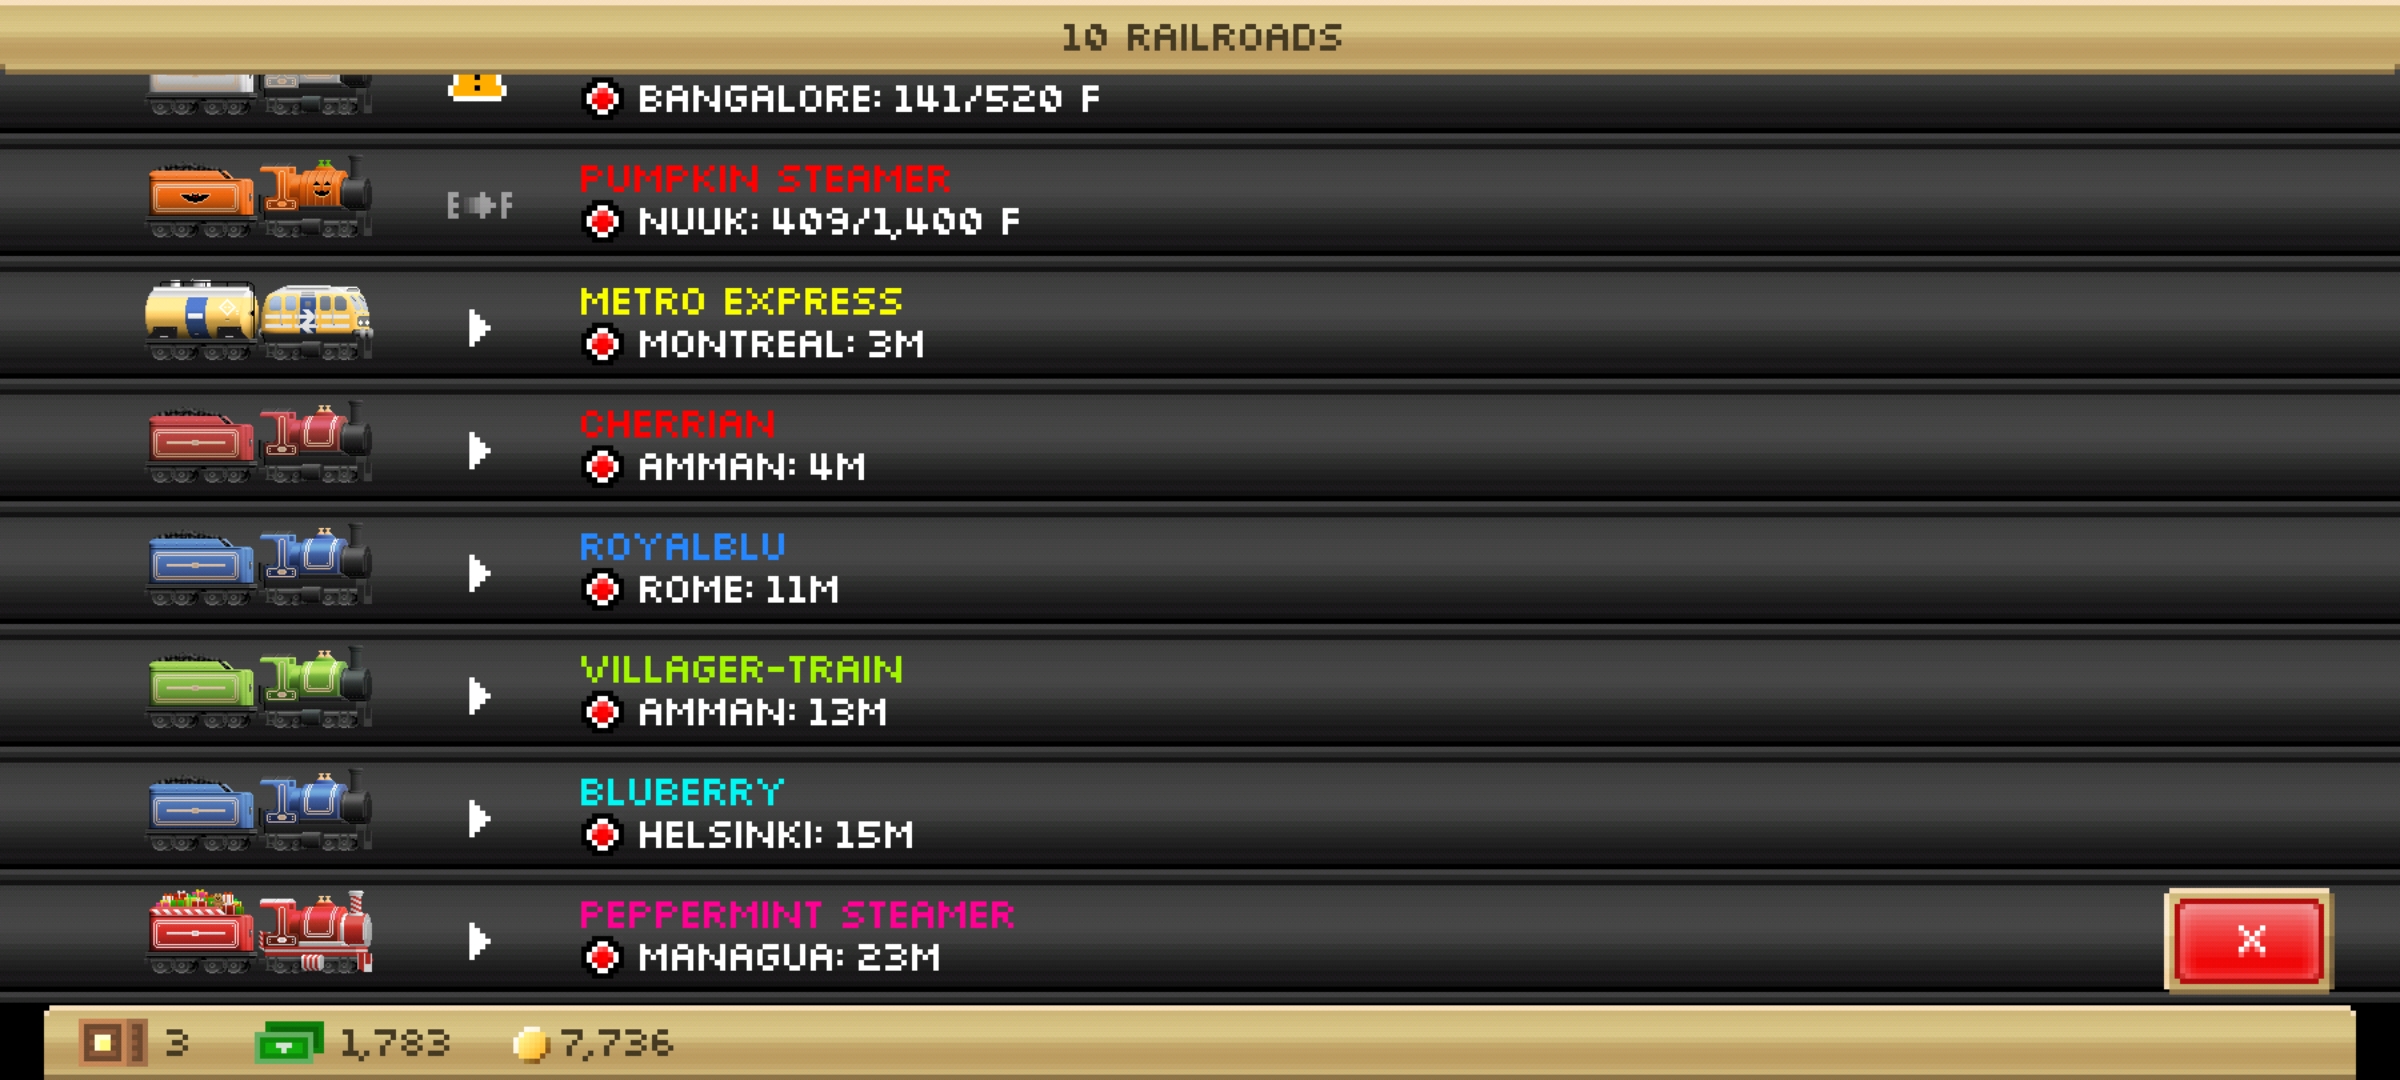 10 RAILROADS
BANGALORE: 141/520 F
E F
PUMPKIN STEAMER
NUUK: 409/1,400 F
METRO EXPRESS
MONTREAL: 3M
CHERRIAN
AMMAN: 4M
ROYALBLU
ROME: 11M
VILLAGER-TRAIN
AMMAN: 13M
BLUBERRY
HELSINKI: 15M
PEPPERMINT STEAMER
MANAGUA: 23M
X
3 1,783 7,736